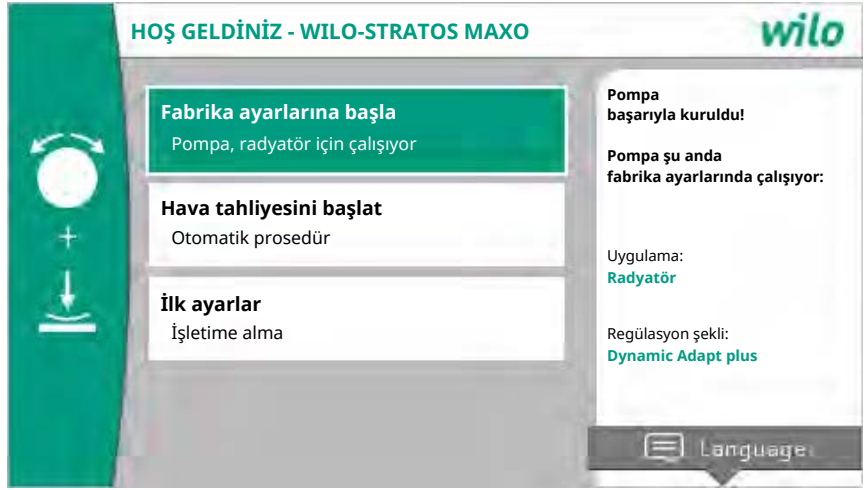 HOŞ GELDİNİZ - WILO-STRATOS MAXO
wilo
Fabrika ayarlarına başla
Pompa, radyatör için çalışıyor
Hava tahliyesini başlat
Otomatik prosedür
İlk ayarlar
İşletime alma
+
Pompa
başarıyla kuruldu!
Pompa şu anda
fabrika ayarlarında çalışıyor:
Uygulama:
Radyatör
Regülasyon şekli:
Dynamic Adapt plus
Language